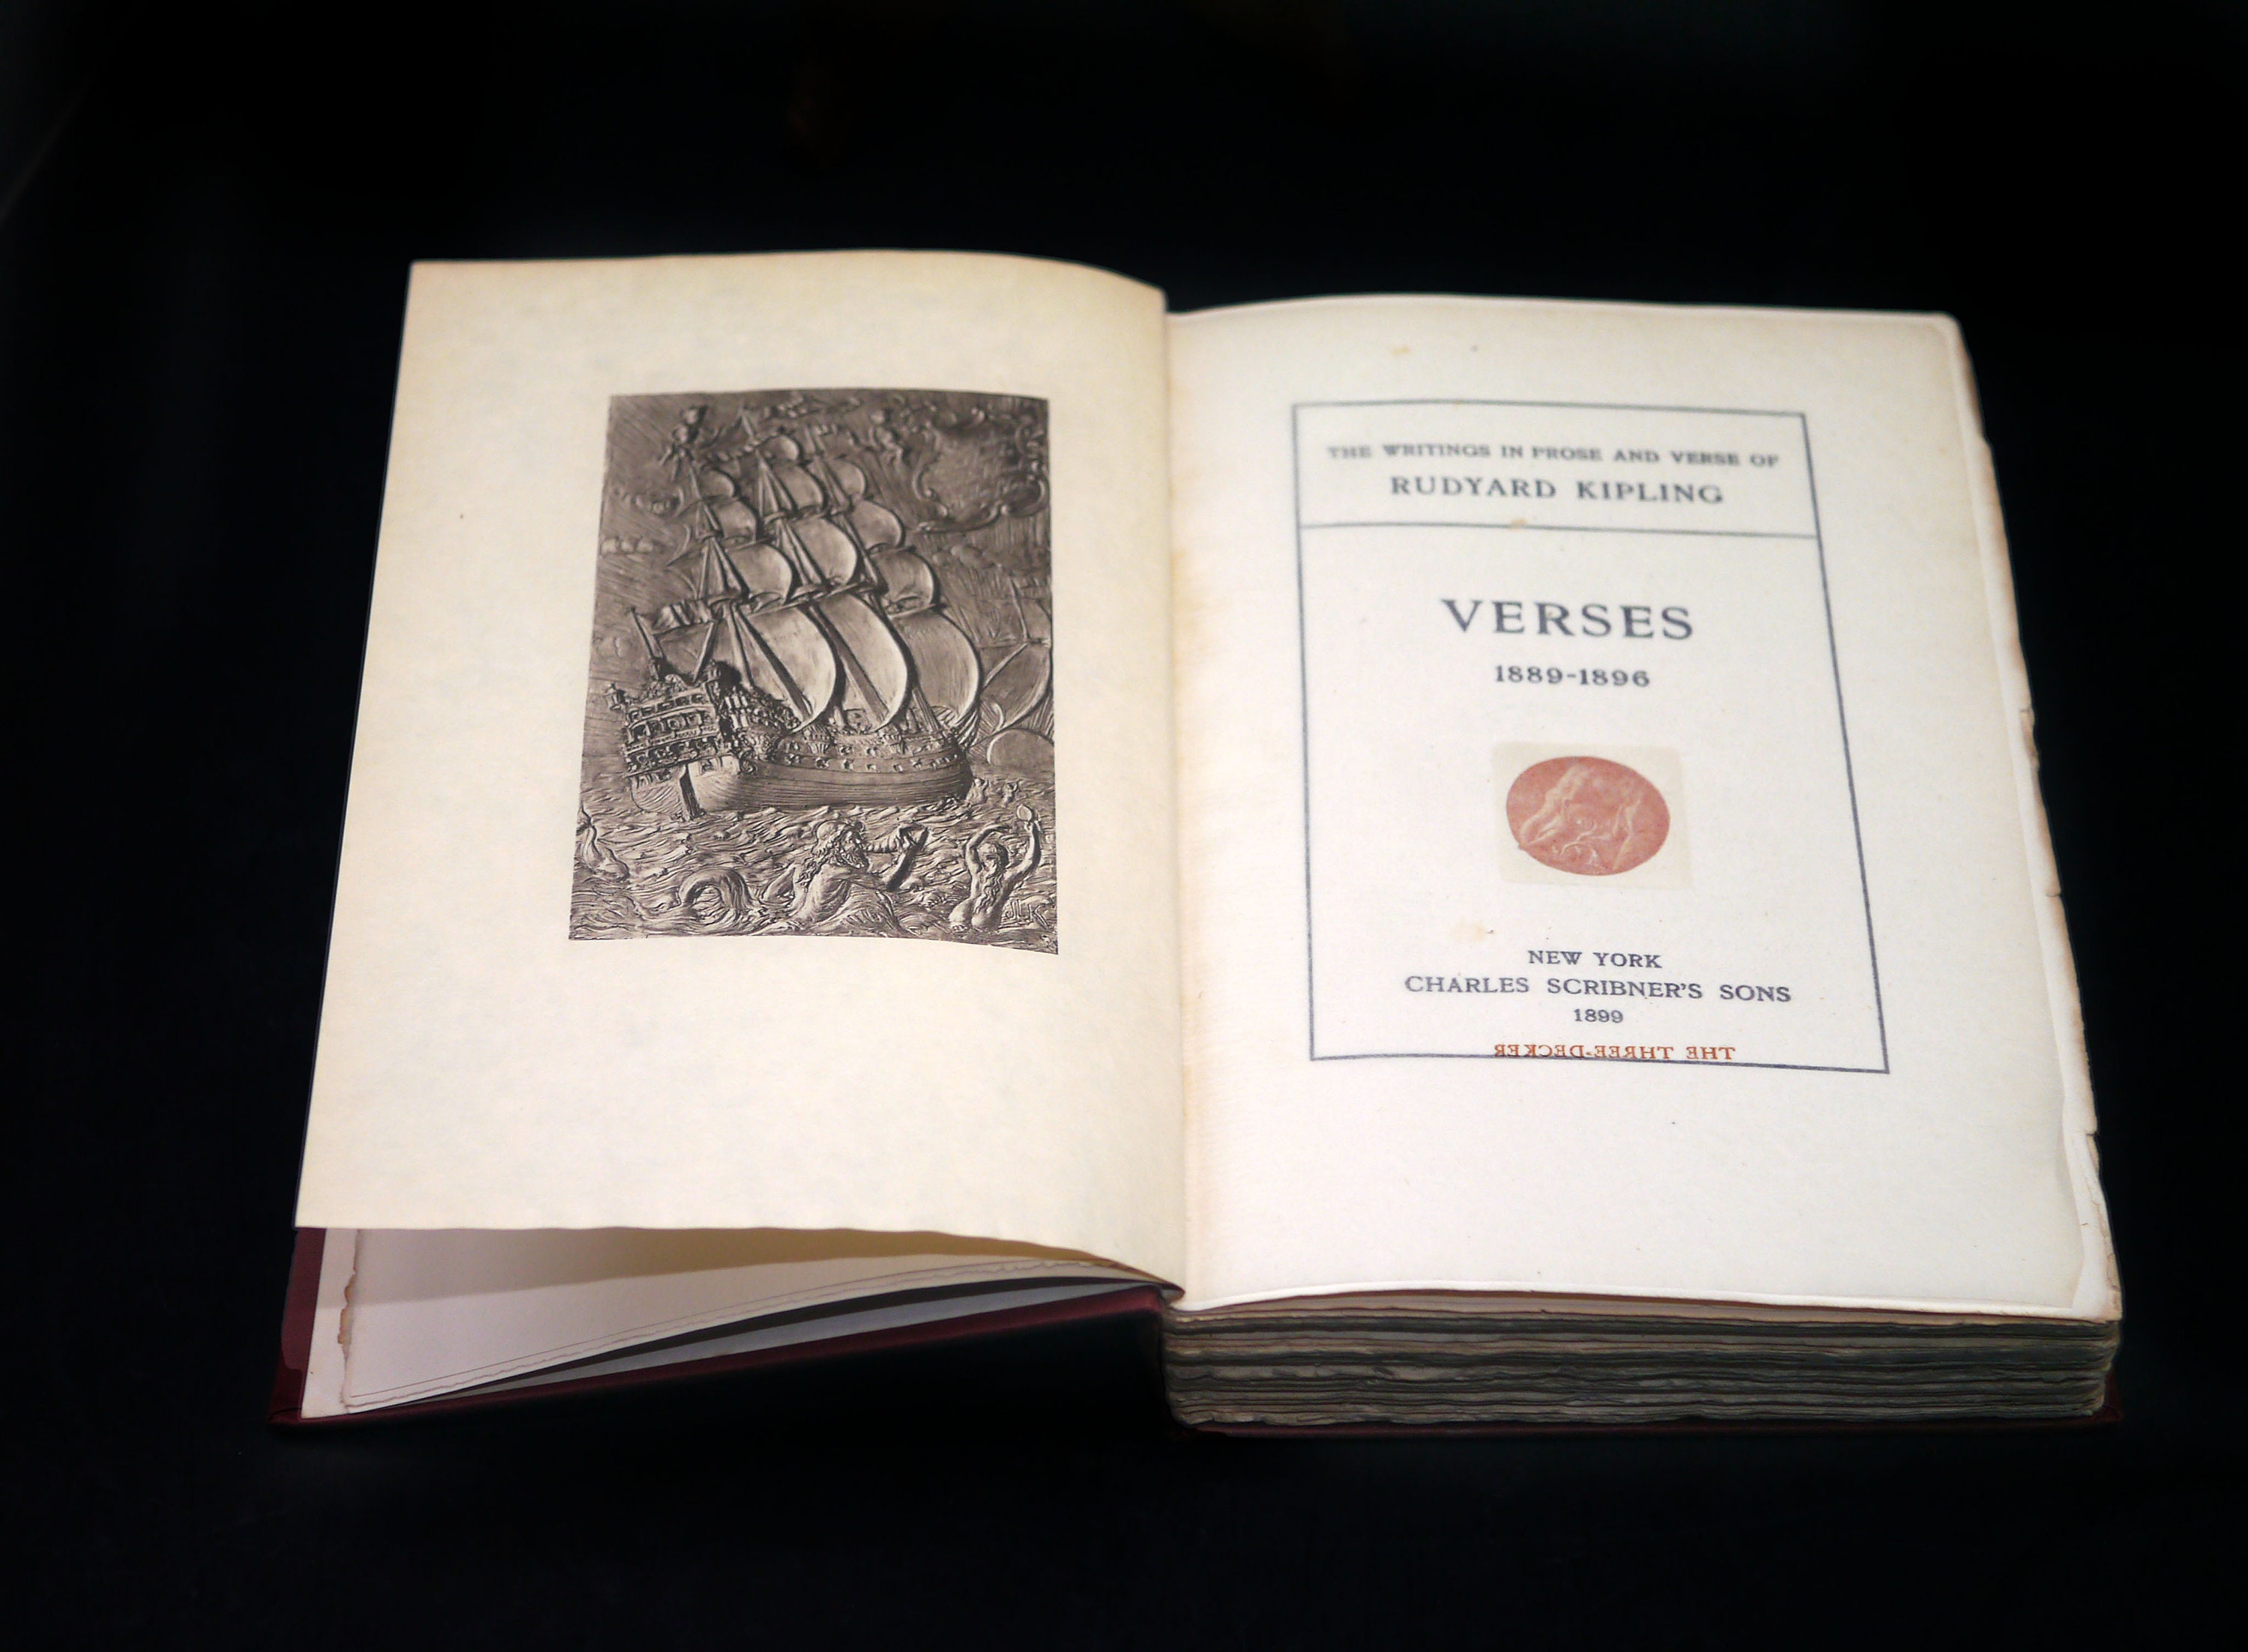 THE WRITINGS IN PROSE AND VERSE OF
RUDYARD KIPLING
VERSES
1889-1896
NEW YORK
CHARLES SCRIBNER'S SONS
1899
THE THREE-DECKER
JLK